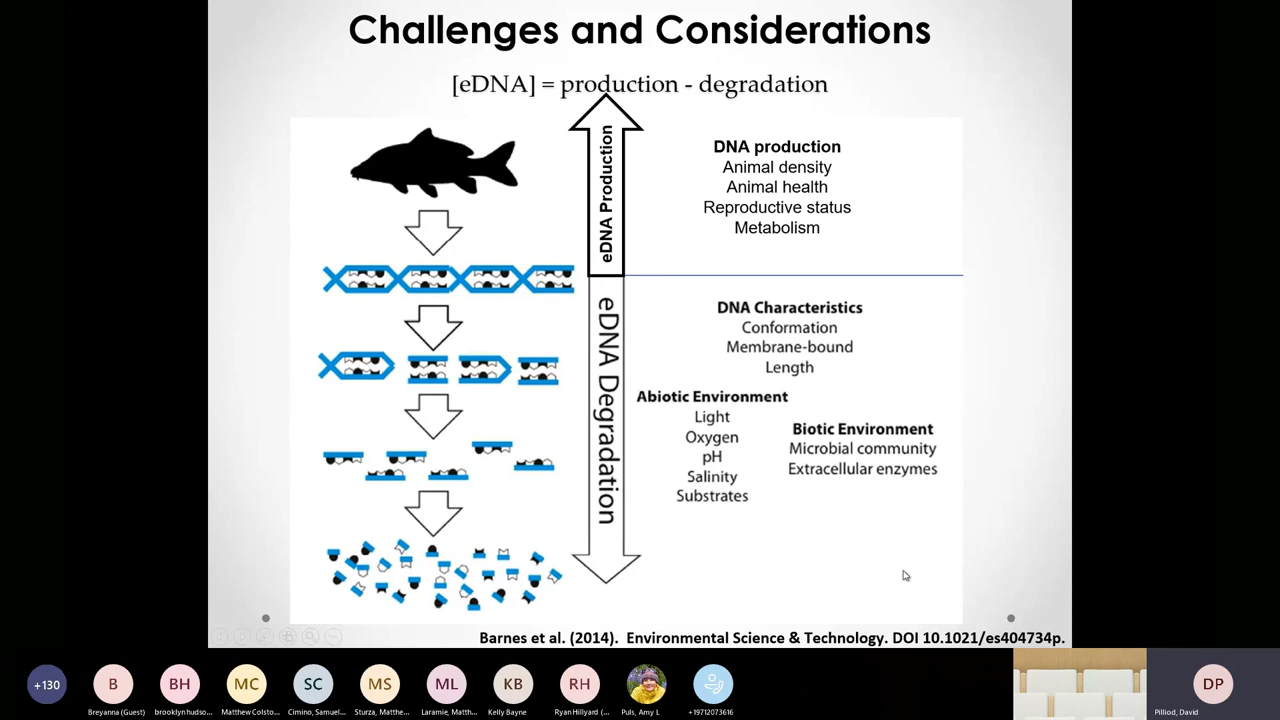 Challenges and Considerations
[eDNA] = production - degradation
eDNA Production
DNA production
Animal density
Animal health
Reproductive status
Metabolism
eDNA Degradation
DNA Characteristics
Conformation
Membrane-bound
Length
Abiotic Environment
Light
Oxygen
pH
Salinity
Substrates
Biotic Environment
Microbial community
Extracellular enzymes
Barnes et al. (2014). Environmental Science & Technology. DOI 10.1021/es404734p.
+130
B
BH
MC
SC
MS
ML
KB
RH
DP
Breyanna (Guest)
brooklyn hudso...
Matthew Colsto...
Cimino, Samuel...
Sturza, Matthe...
Laramie, Matth...
Kelly Bayne
Ryan Hillyard (...
Puls, Amy L
+19712073616
Pilliod, David